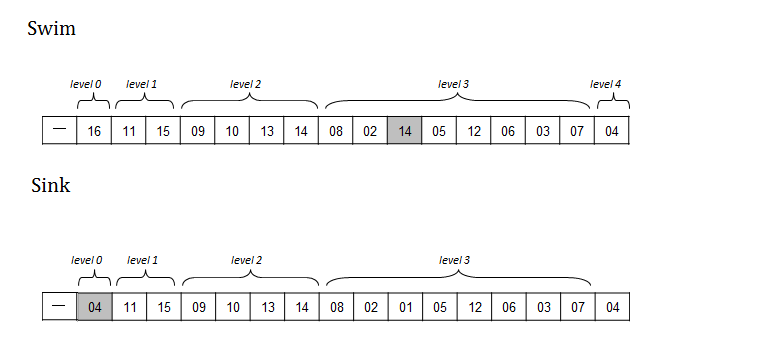 Swim
level 0 level 1 level 2 level 3 level 4
— 16 11 15 09 10 13 14 08 02 14 05 12 06 03 07 04
Sink
level 0 level 1 level 2 level 3
— 04 11 15 09 10 13 14 08 02 01 05 12 06 03 07 04